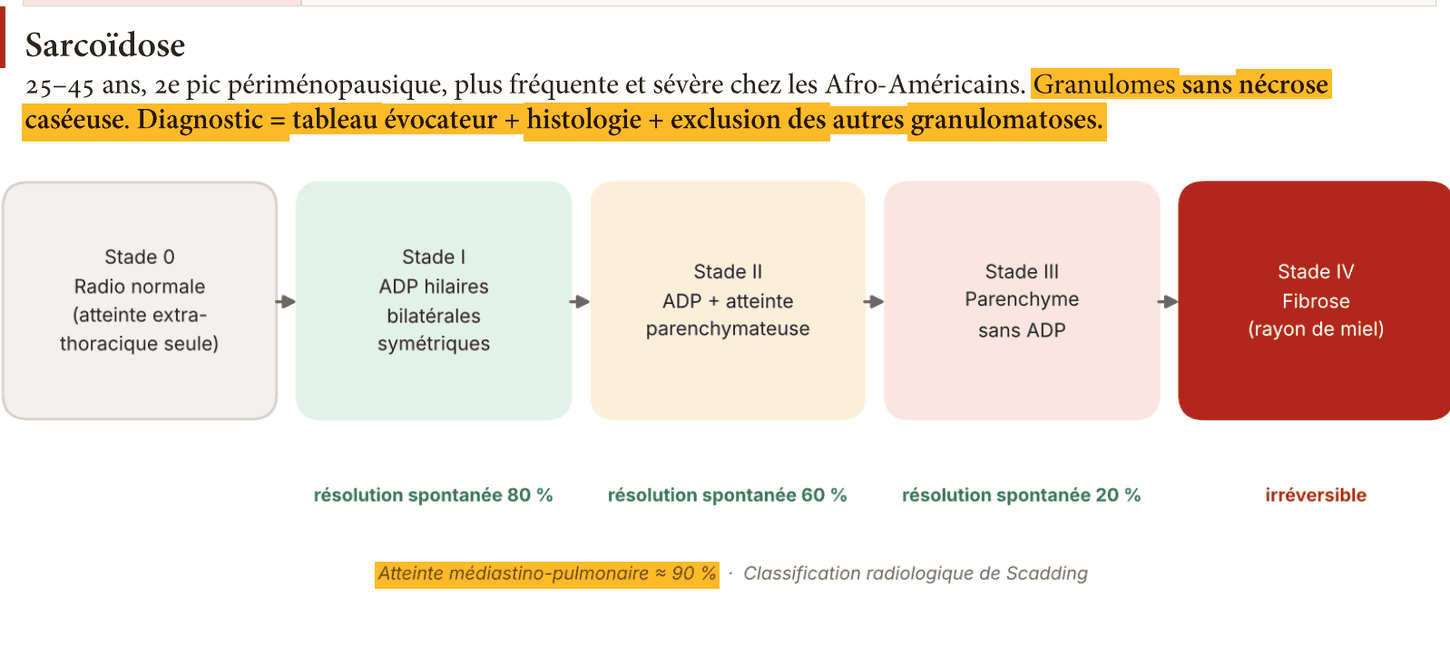 Sarcoïdose
25–45 ans, 2e pic périménopausique, plus fréquente et sévère chez les Afro-Américains. Granulomes sans nécrose
caséeuse. Diagnostic = tableau évocateur + histologie + exclusion des autres granulomatoses.
Stade 0
Radio normale
(atteinte extra-
thoracique seule)
Stade I
ADP hilaires
bilatérales
symétriques
Stade II
ADP + atteinte
parenchymateuse
Stade III
Parenchyme
sans ADP
Stade IV
Fibrose
(rayon de miel)
résolution spontanée 80 %
résolution spontanée 60 %
résolution spontanée 20 %
irréversible
Atteinte médiastino-pulmonaire ≈ 90 % · Classification radiologique de Scadding